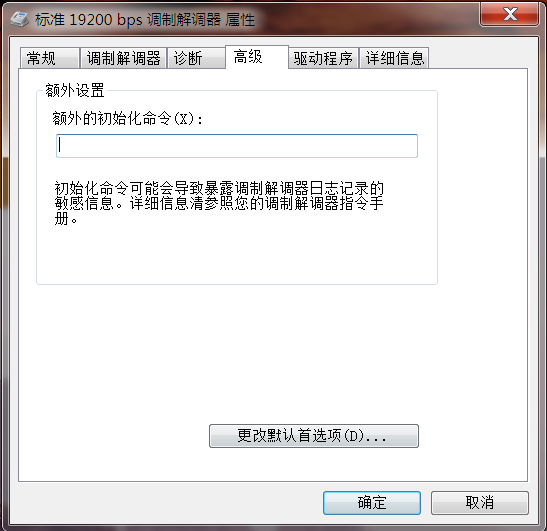 标准 19200 bps 调制解调器 属性
常规 调制解调器 诊断 高级 驱动程序 详细信息
额外设置
额外的初始化命令(X):
初始化命令可能会导致暴露调制解调器日志记录的
敏感信息。详细信息清参照您的调制解调器指令手
册。
更改默认首选项(D)...
确定 取消